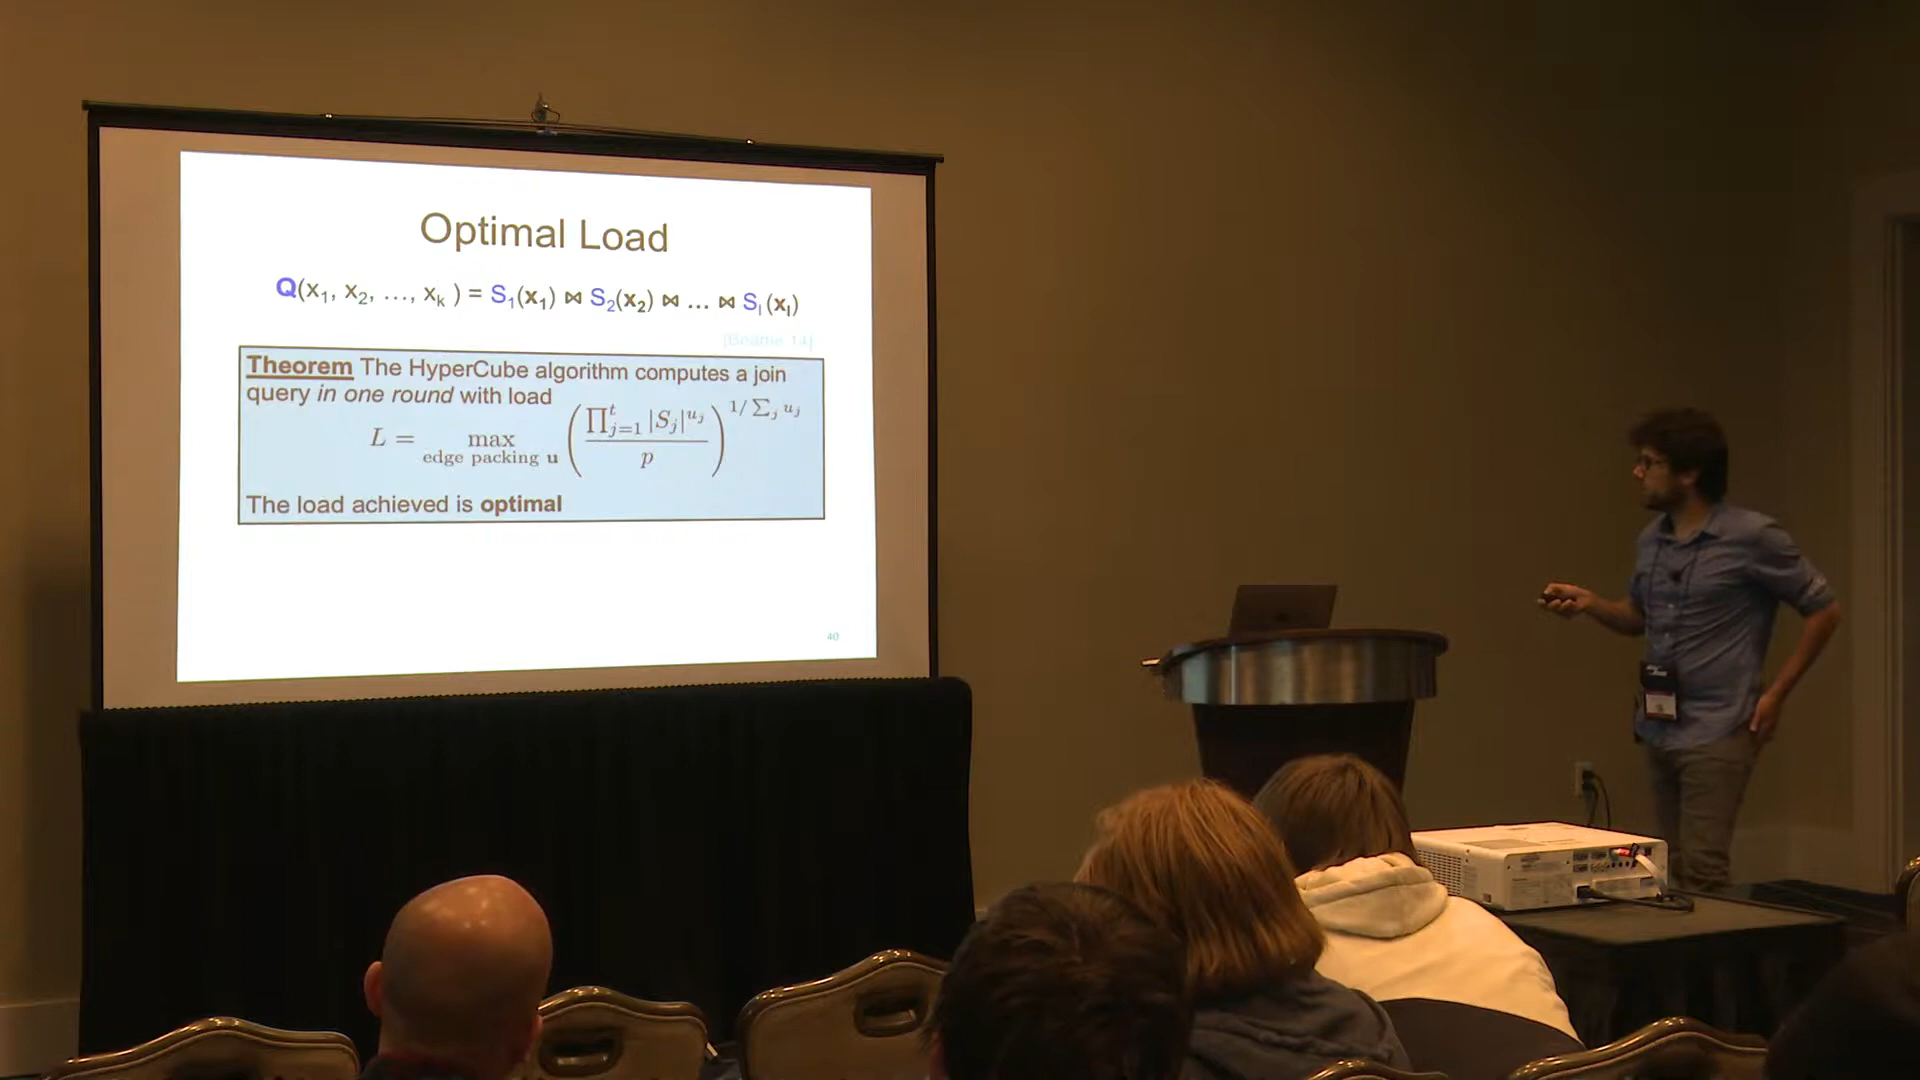 Optimal Load
Q(x₁, x₂, …, xₖ ) = S₁(x₁) ⋈ S₂(x₂) ⋈ … ⋈ Sₗ (xₗ)
[Beame 14]
Theorem The HyperCube algorithm computes a join
query in one round with load
L = max edge packing u ( ∏ᵗⱼ₌₁ |Sⱼ|^uⱼ / p )^1/∑ⱼ uⱼ
The load achieved is optimal
40